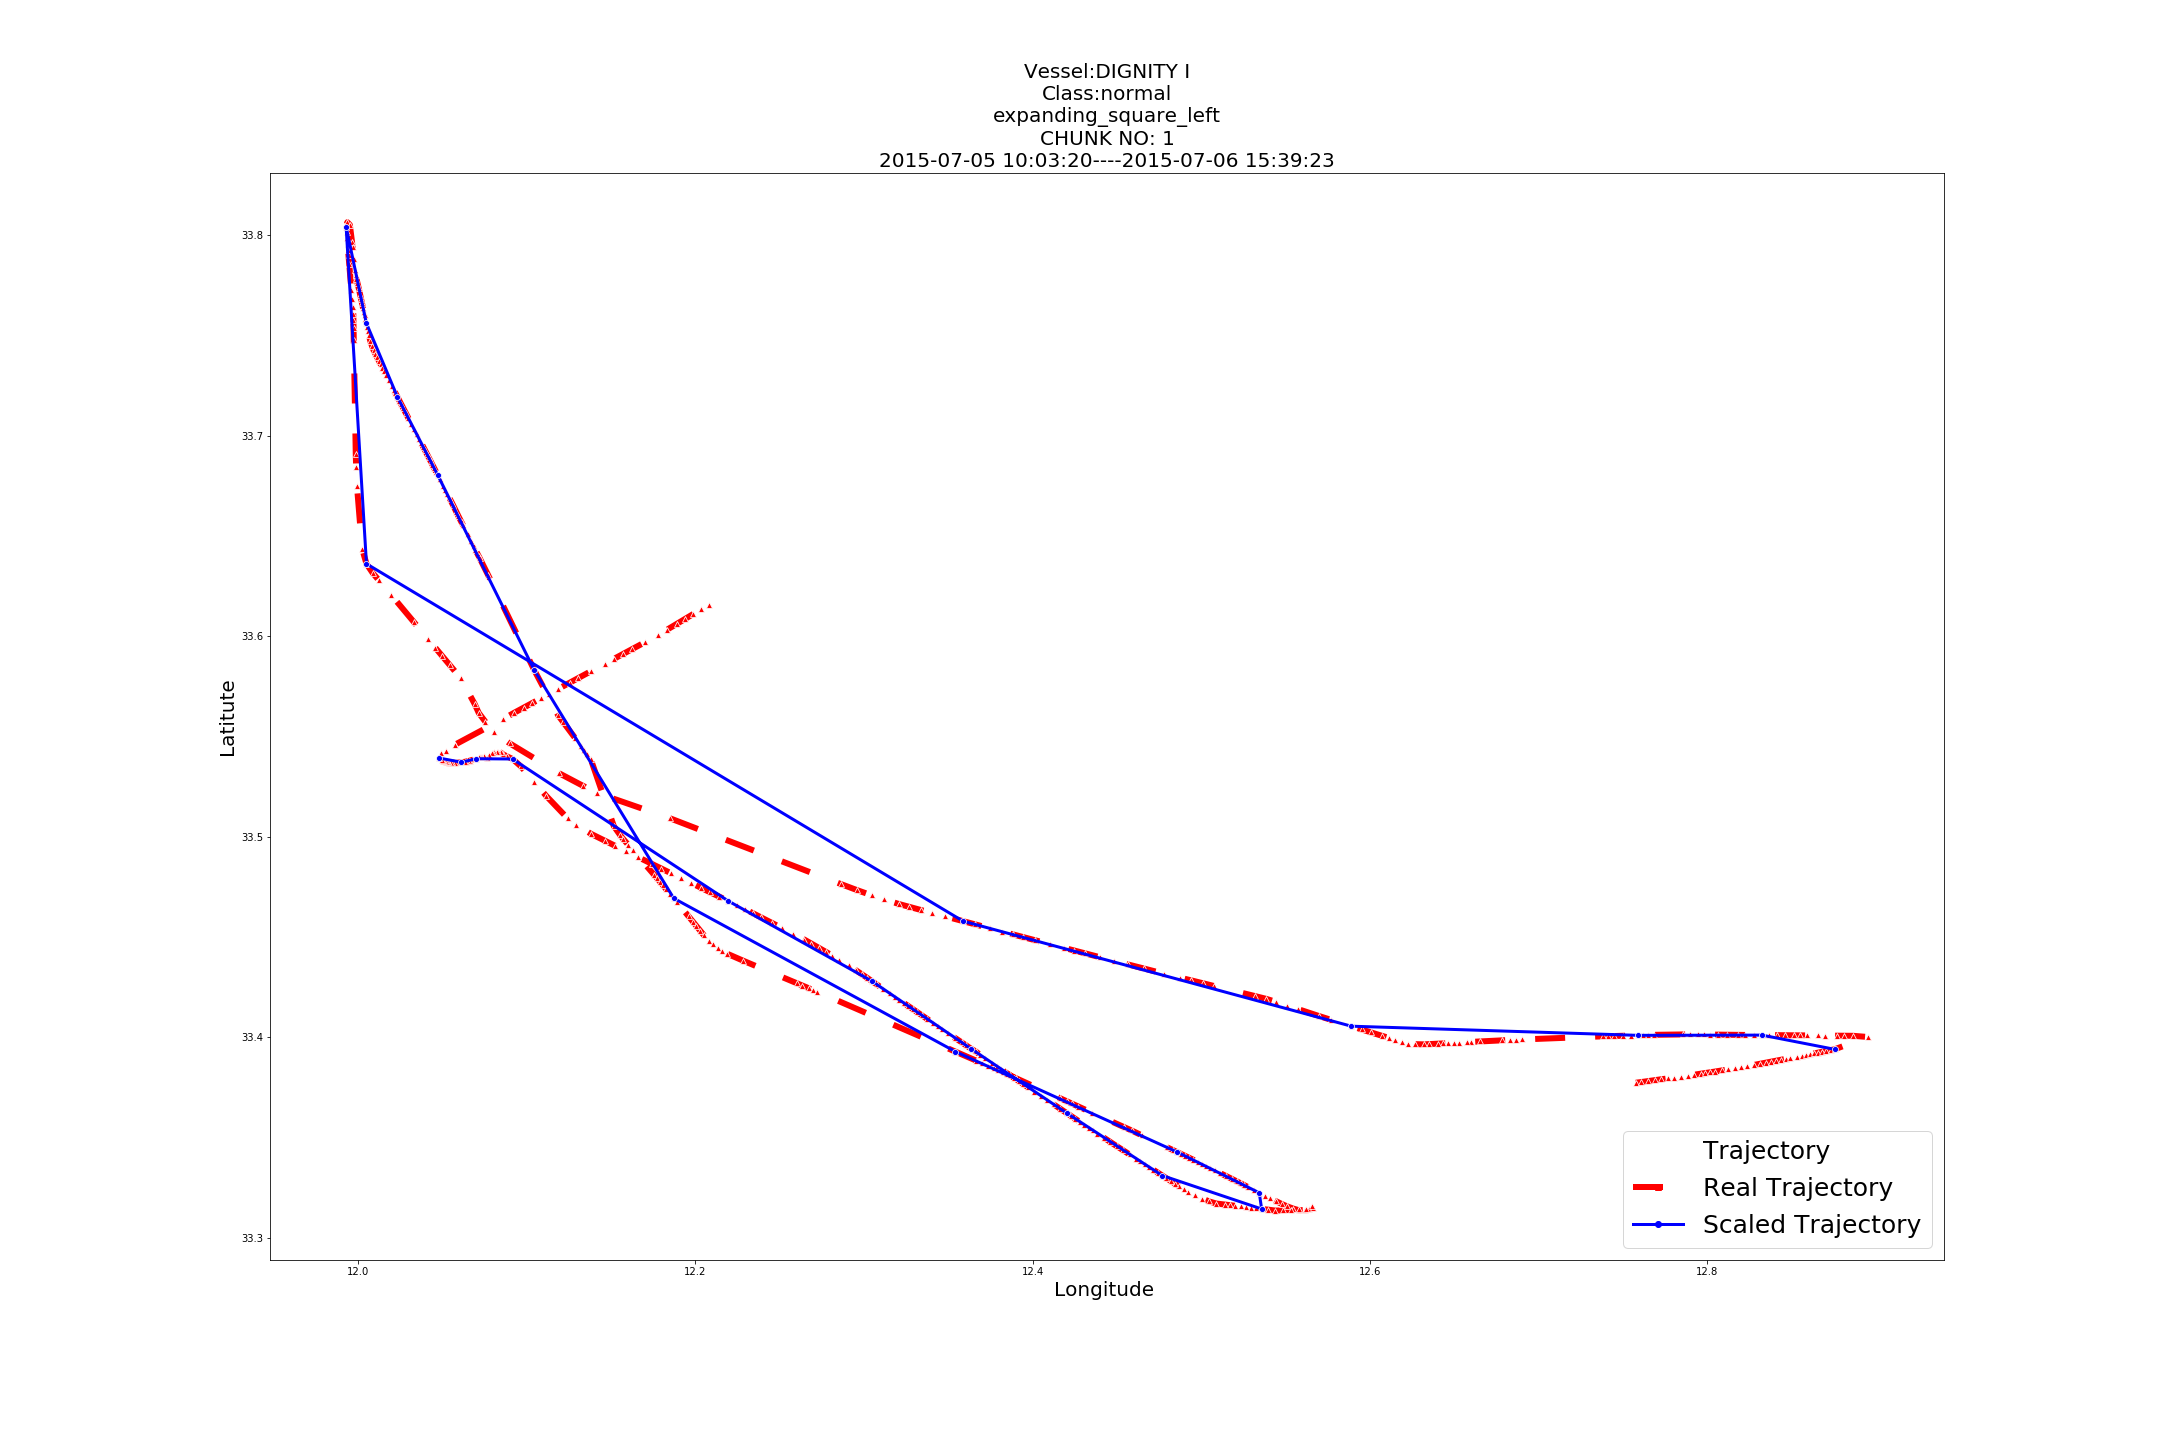 Vessel:DIGNITY I
Class:normal
expanding_square_left
CHUNK NO: 1
2015-07-05 10:03:20----2015-07-06 15:39:23
33.8
33.7
33.6
33.5
33.4
33.3
Latitute
12.0 12.2 12.4 12.6 12.8
Longitude
Trajectory
Real Trajectory
Scaled Trajectory